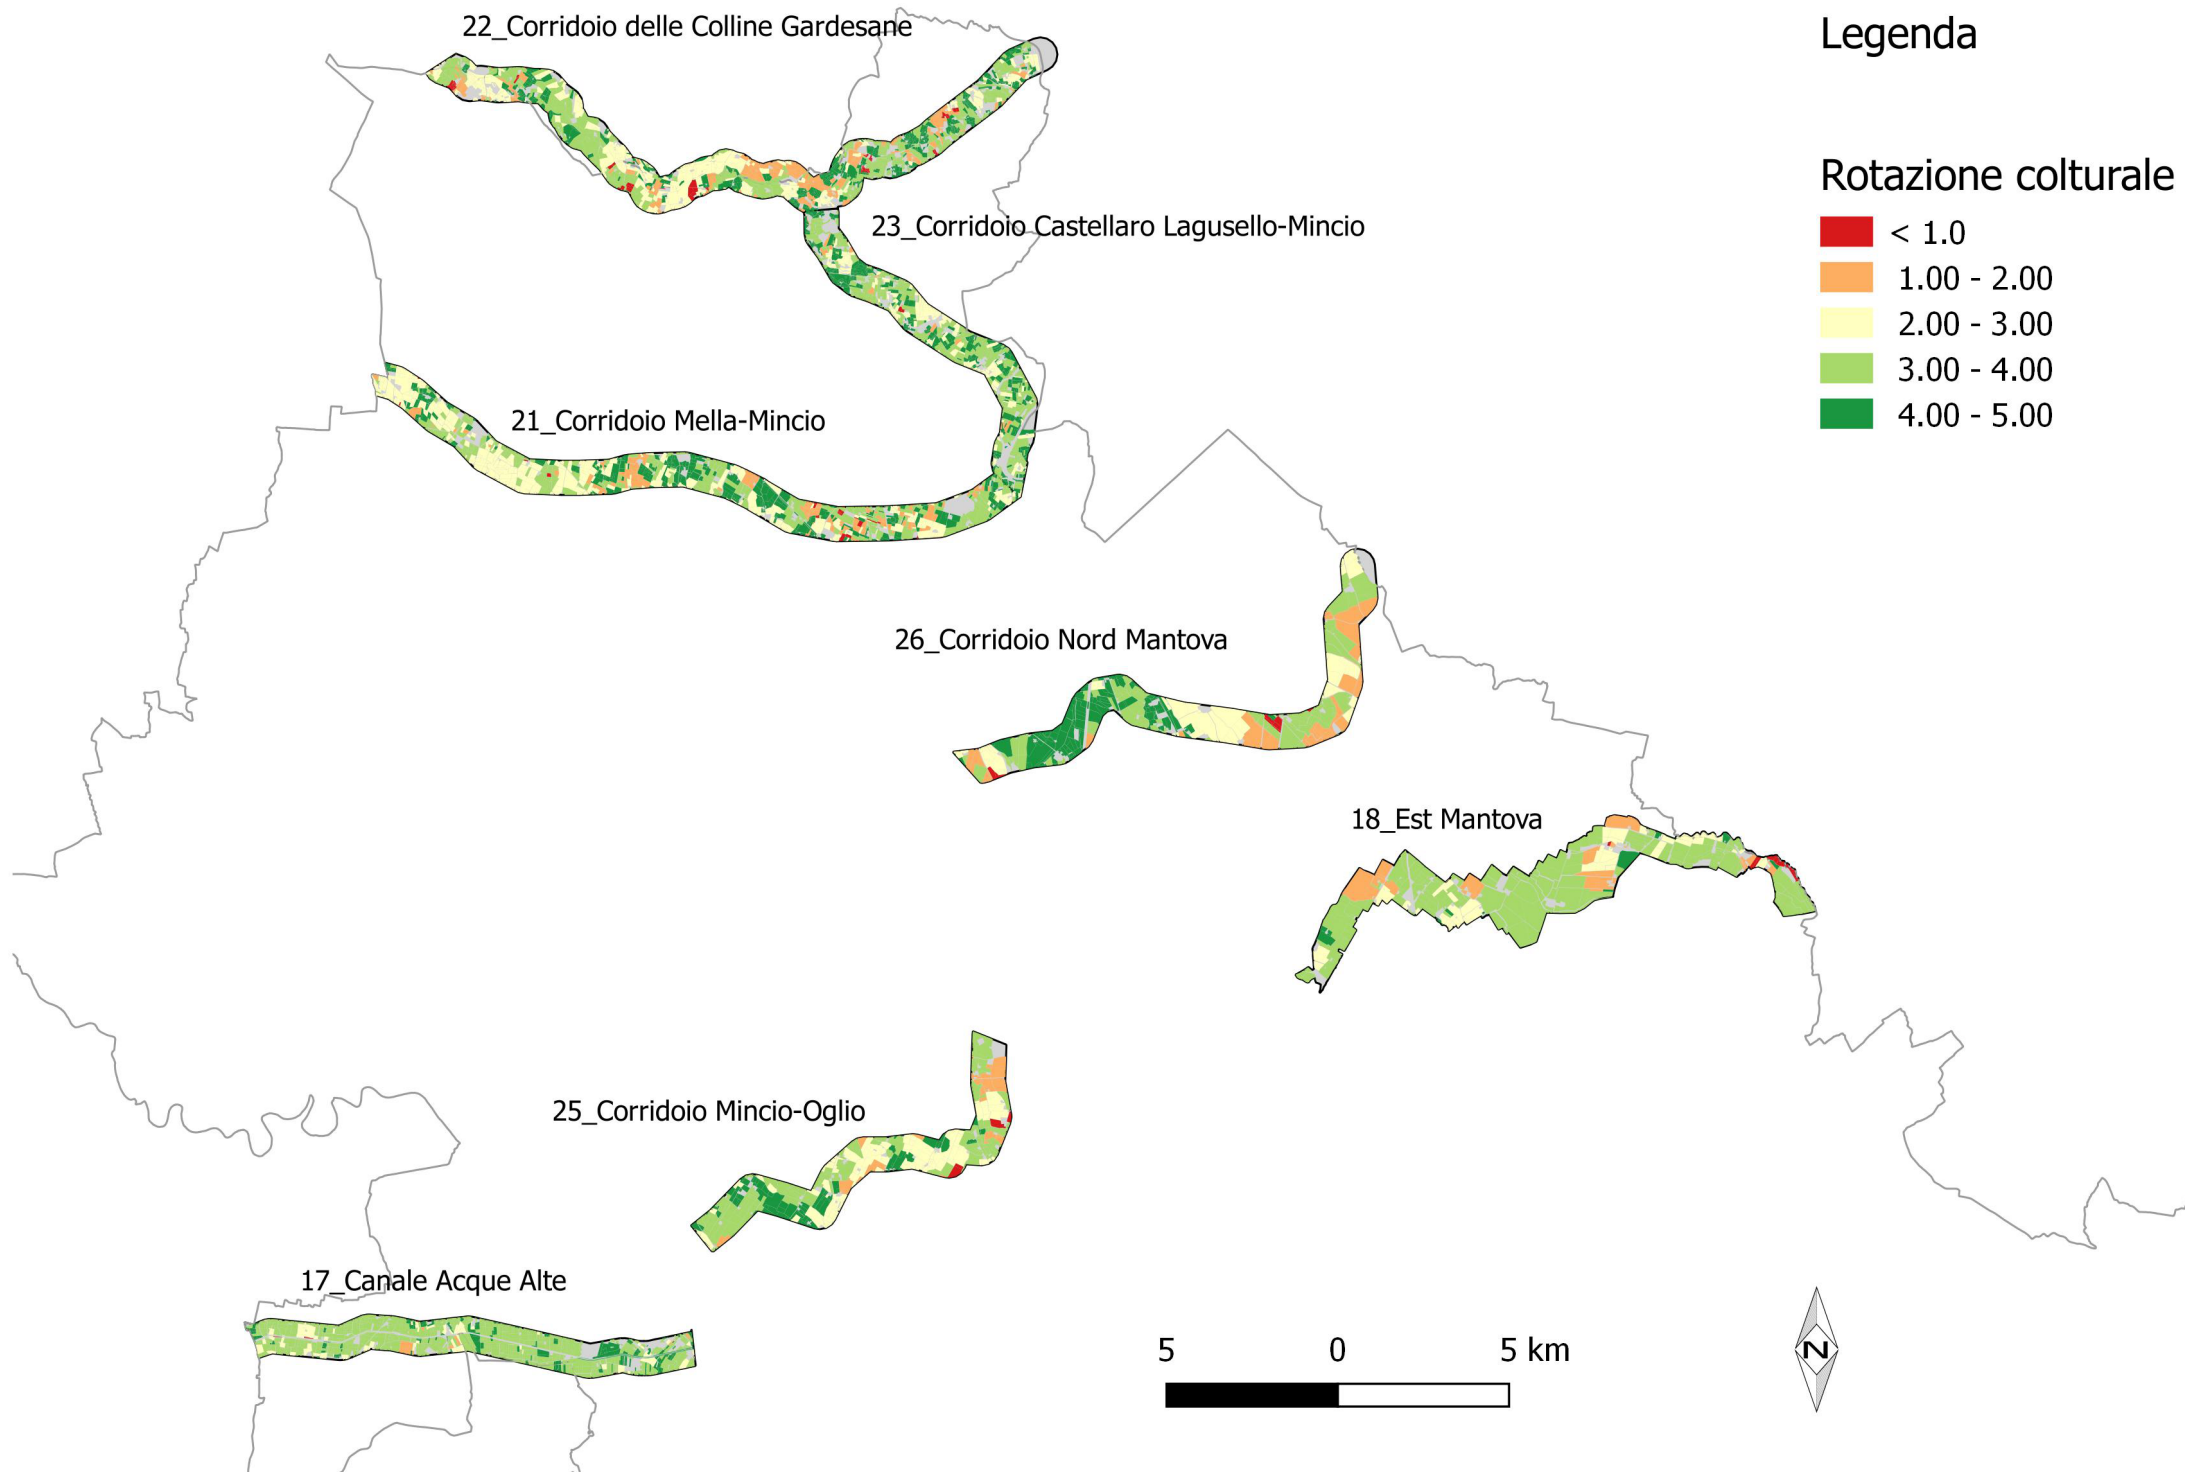 22_Corridoio delle Colline Gardesane
Legenda
Rotazione colturale
< 1.0
1.00 - 2.00
2.00 - 3.00
3.00 - 4.00
4.00 - 5.00
23_Corridoio Castellaro Lagusello-Mincio
21_Corridoio Mella-Mincio
26_Corridoio Nord Mantova
18_Est Mantova
25_Corridoio Mincio-Oglio
17_Canale Acque Alte
5 0 5 km
N